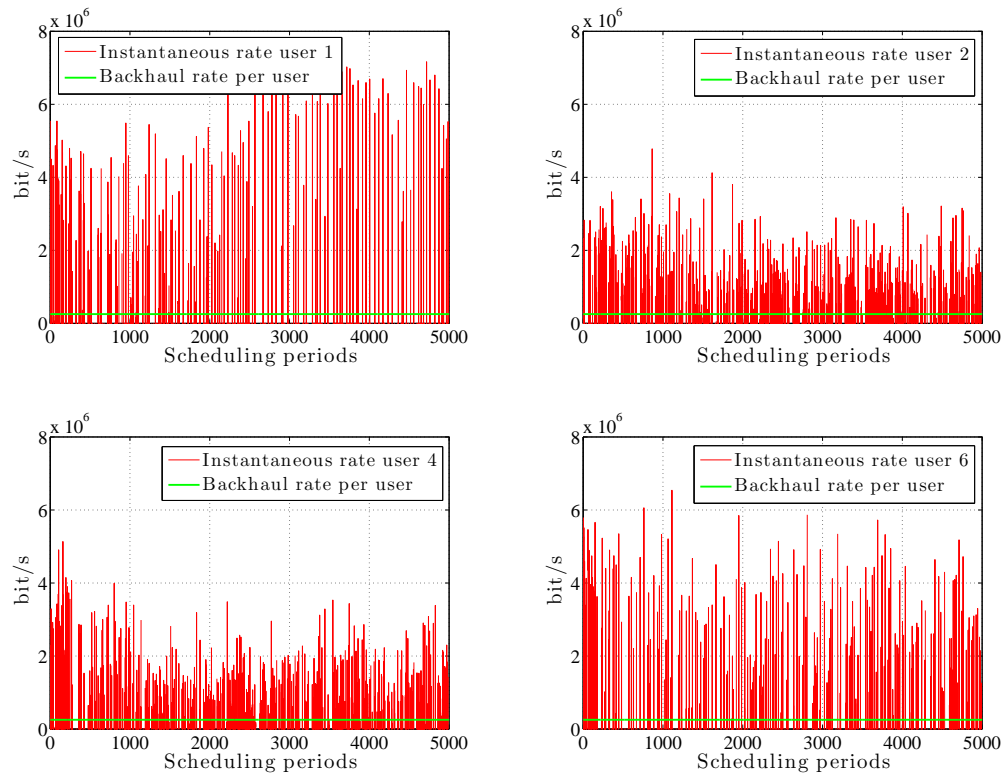 x 10^6
8
6
4
2
0
bit/s
Instantaneous rate user 1
Backhaul rate per user
0 1000 2000 3000 4000 5000
Scheduling periods
x 10^6
8
6
4
2
0
bit/s
Instantaneous rate user 2
Backhaul rate per user
0 1000 2000 3000 4000 5000
Scheduling periods
x 10^6
8
6
4
2
0
bit/s
Instantaneous rate user 4
Backhaul rate per user
0 1000 2000 3000 4000 5000
Scheduling periods
x 10^6
8
6
4
2
0
bit/s
Instantaneous rate user 6
Backhaul rate per user
0 1000 2000 3000 4000 5000
Scheduling periods